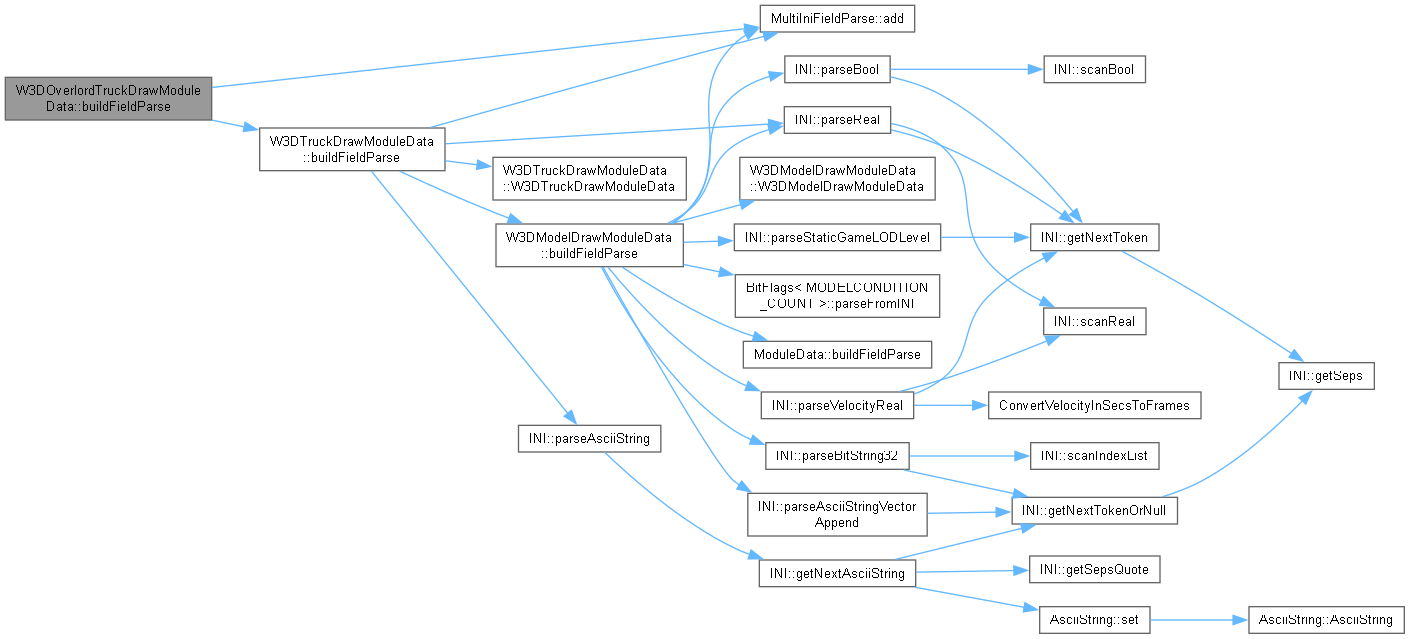 W3DOverlordTruckDrawModule
Data::buildFieldParse
W3DTruckDrawModuleData
::buildFieldParse
MultiIniFieldParse::add
INI::parseBool
INI::scanBool
INI::parseReal
W3DTruckDrawModuleData
::W3DTruckDrawModuleData
W3DModelDrawModuleData
::W3DModelDrawModuleData
W3DModelDrawModuleData
::buildFieldParse
INI::parseStaticGameLODLevel
INI::getNextToken
BitFlags< MODELCONDITION
_COUNT >::parseFromINI
INI::scanReal
ModuleData::buildFieldParse
INI::getSeps
INI::parseVelocityReal
ConvertVelocityInSecsToFrames
INI::parseAsciiString
INI::parseBitString32
INI::scanIndexList
INI::parseAsciiStringVector
Append
INI::getNextTokenOrNull
INI::getNextAsciiString
INI::getSepsQuote
AsciiString::set
AsciiString::AsciiString